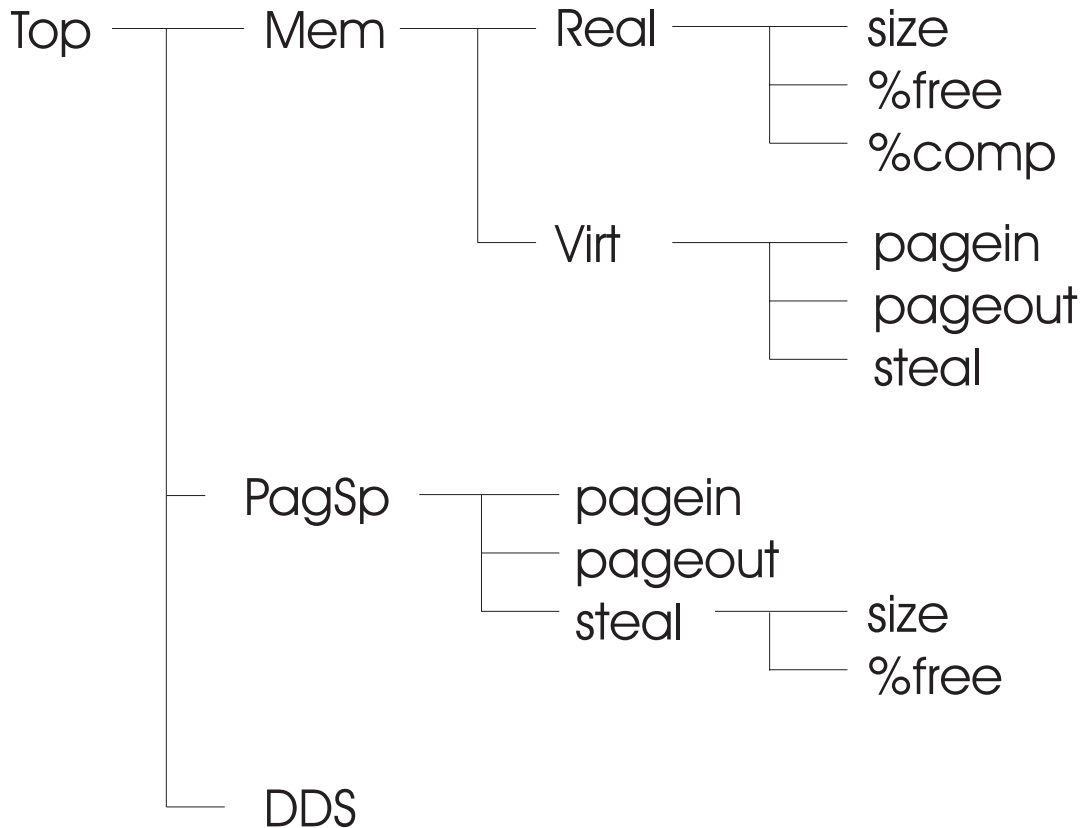 Top Mem Real size
%free
%comp
Virt pagein
pageout
steal
PagSp pagein
pageout
steal size
%free
DDS